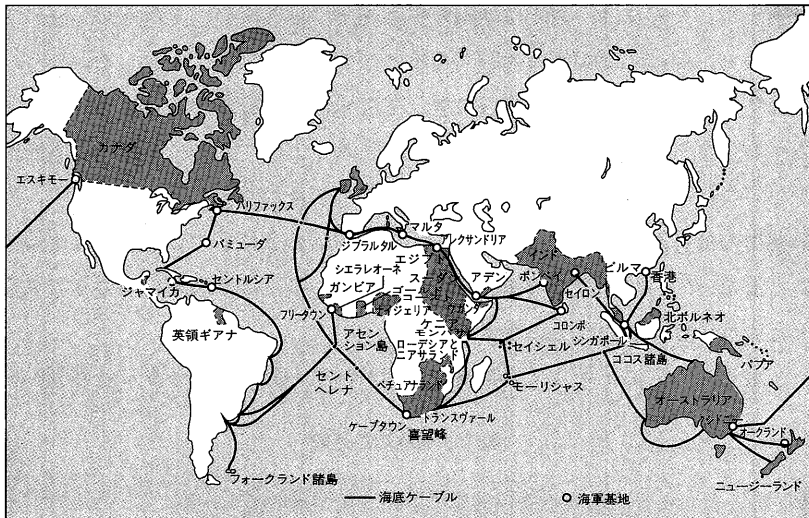 カナダ
エスキモー
ハリファックス
バミューダ
ジャマイカ
セントルシア
英領ギアナ
フォークランド諸島
ジブラルタル
マルタ
アレクサンドリア
エジプト
スーダン
シエラレオーネ
ガンビア
ゴールド
コースト
ナイジェリア
フリータウン
アセン
ション島
セント
ヘレナ
アデン
ウガンダ
ケニア
モンバサ
ローデシアと
ニアサランド
ベチュアナランド
トランスヴァール
ケープタウン
喜望峰
インド
ボンベイ
セイロン
コロンボ
セイシェル
モーリシャス
ビルマ
香港
北ボルネオ
シンガポール
ココス諸島
パプア
オーストラリア
シドニー
オークランド
ニュージーランド
海底ケーブル
海軍基地